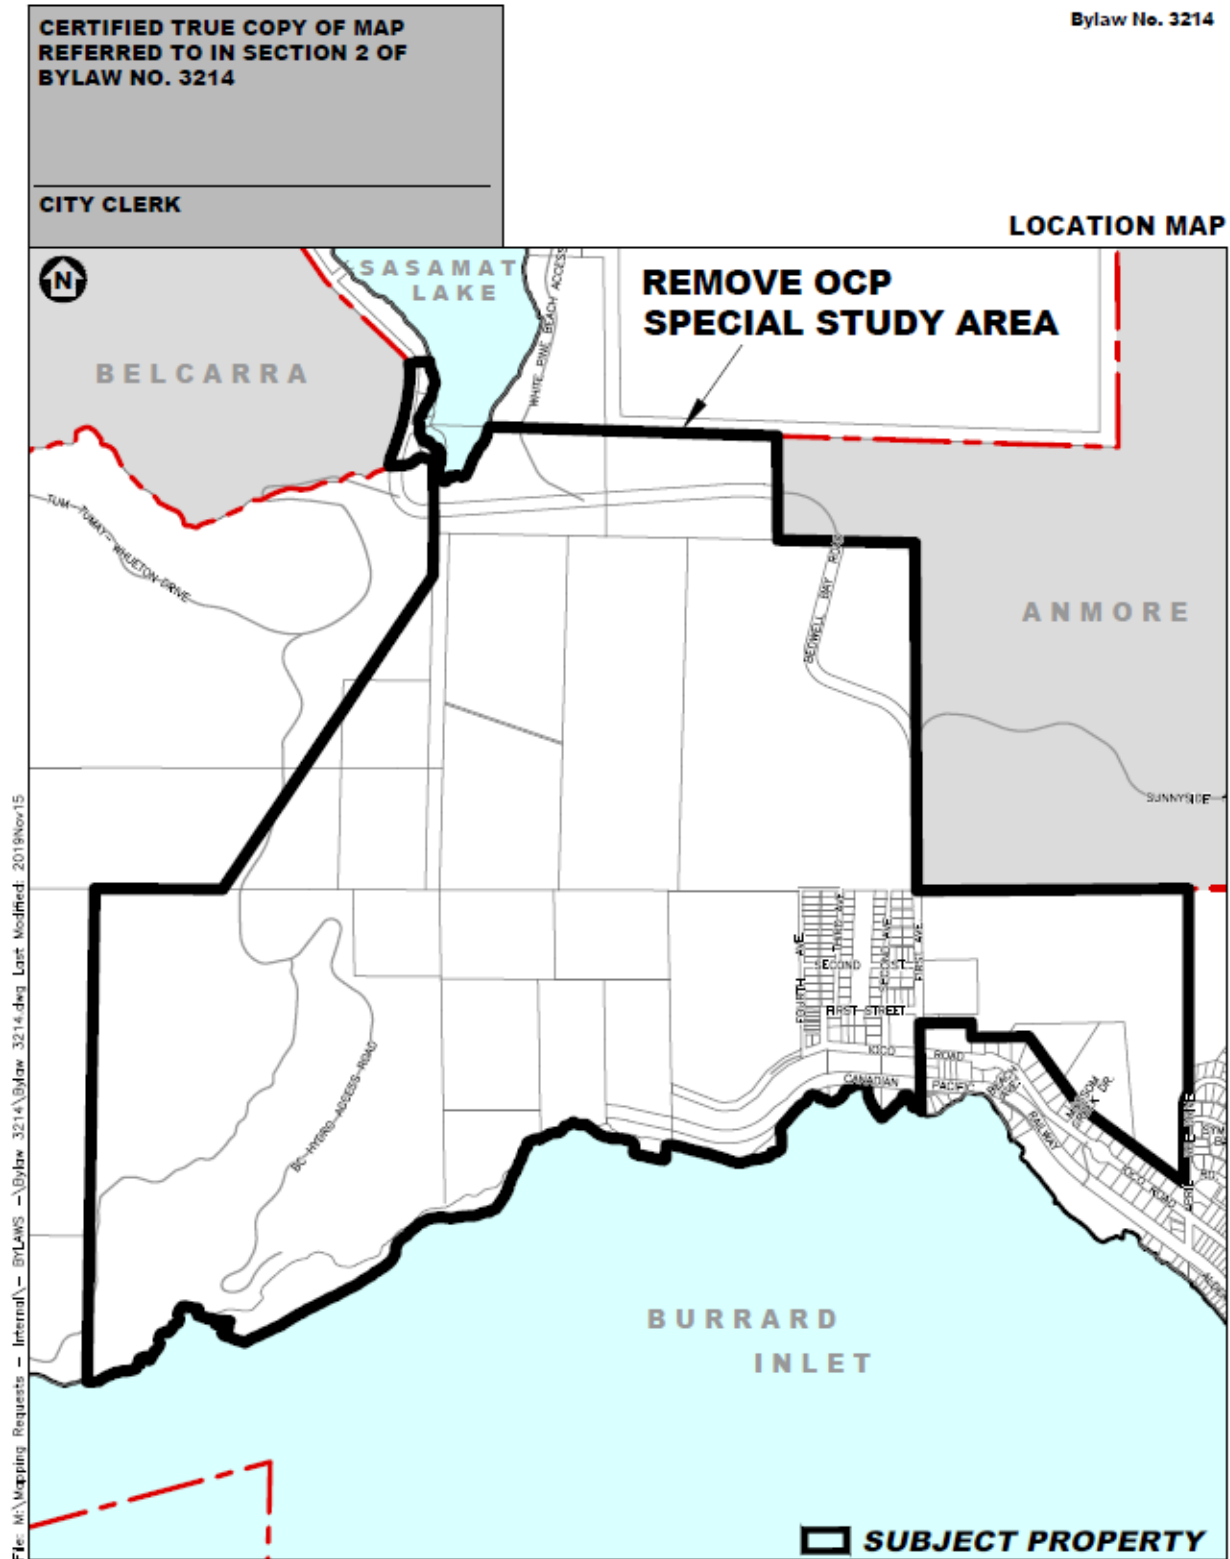 CERTIFIED TRUE COPY OF MAP
REFERRED TO IN SECTION 2 OF
BYLAW NO. 3214
CITY CLERK
Bylaw No. 3214
LOCATION MAP
N
SASAMAT
LAKE
WHITE PINE BEACH ACCESS
REMOVE OCP
SPECIAL STUDY AREA
BELCARRA
TUM-TUMAY-WHUETON-DRIVE
BEDWELL BAY ROAD
ANMORE
SUNNYSIDE
FOURTH AVE
THIRD AVE
SECOND AVE
FIRST AVE
SECOND ST
FIRST-STREET
IOCO ROAD
CANADIAN PACIFIC
RAILWAY
BEACH
AVE
BC-HYDRO-ACCESS-ROAD
IOCO ROAD
RD
BURRARD
INLET
SUBJECT PROPERTY
File: M:\Mapping Requests - Internal\- BYLAWS -\Bylaw 3214\Bylaw 3214.dwg Last Modified: 2019Nov15